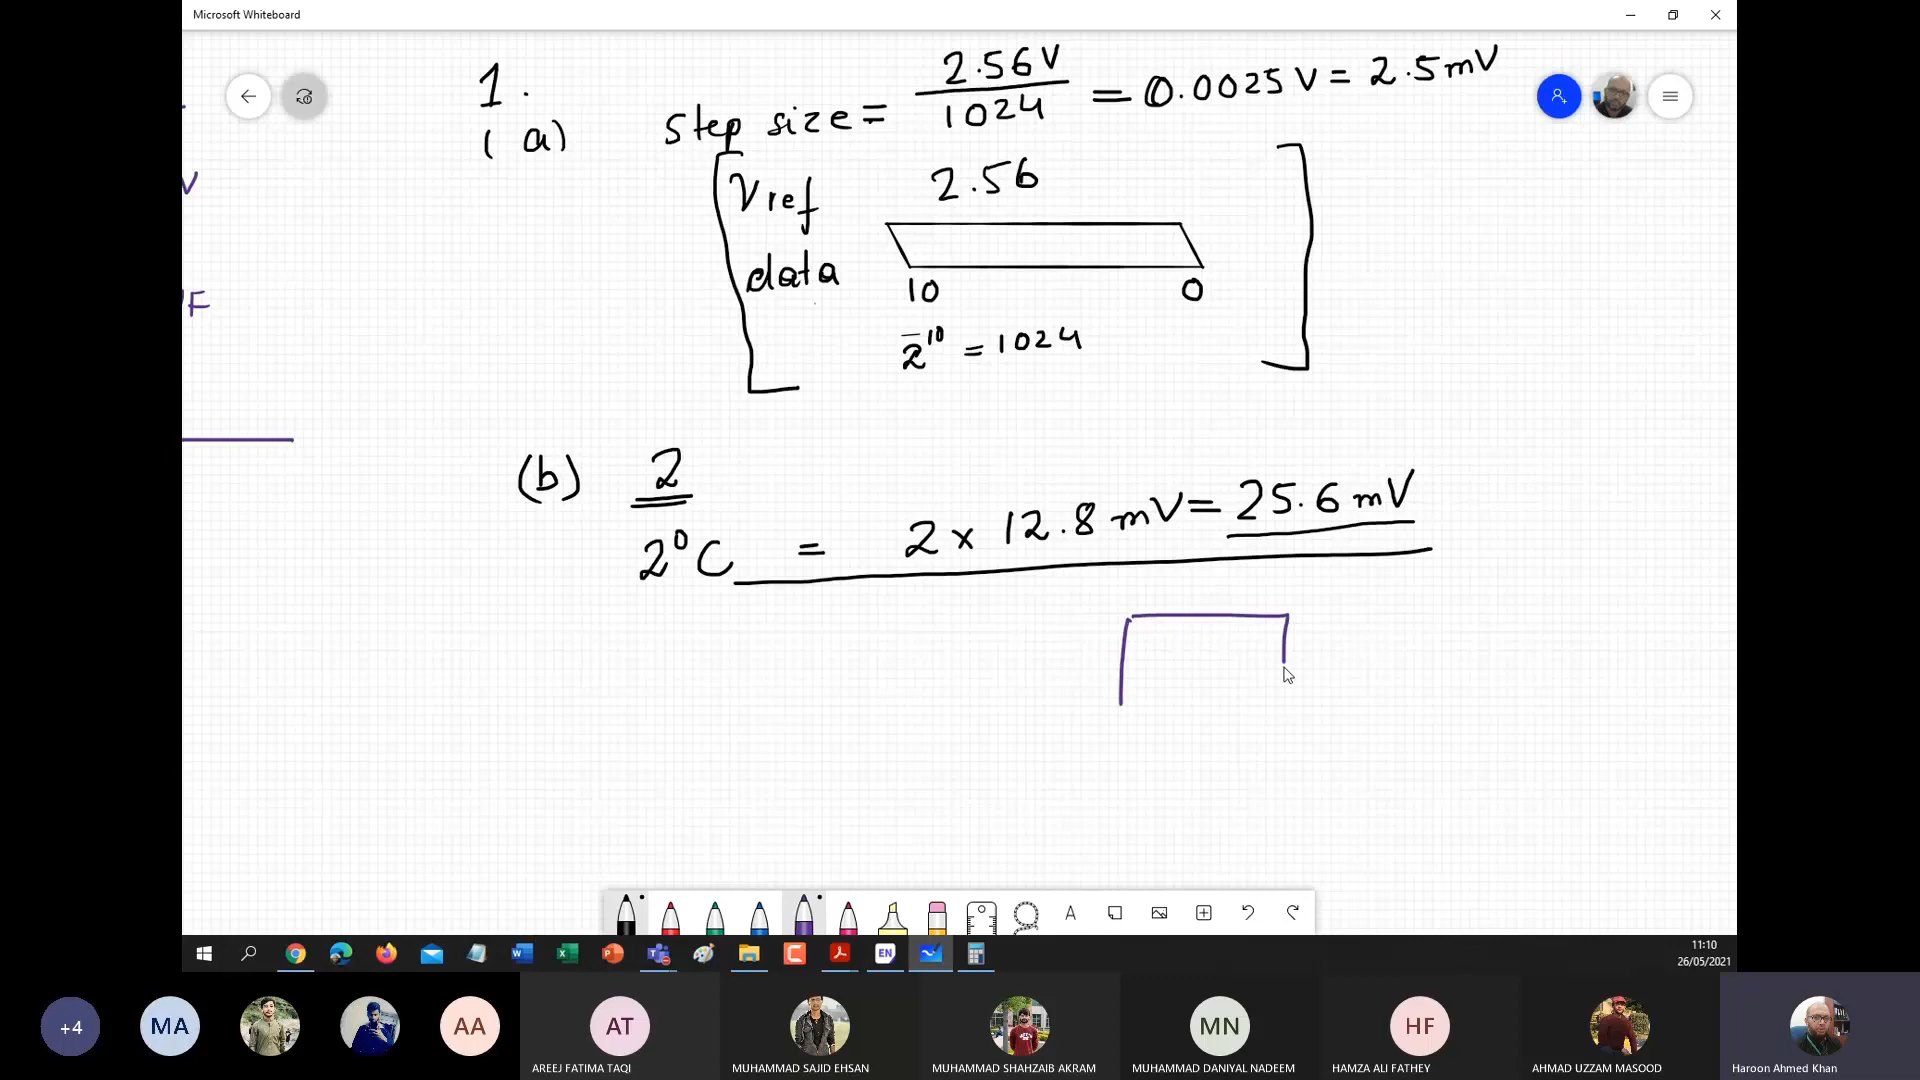 Microsoft Whiteboard
1.
(a) Step size = 2.56V / 1024 = 0.0025 V = 2.5 mV
Vref 2.56
data
10 0
2^10 = 1024
V
F
(b) 2
2°C = 2 x 12.8 mV = 25.6 mV
A
EN
11:10
26/05/2021
+4
MA
AA
AT
MN
HF
AREEJ FATIMA TAQI
MUHAMMAD SAJID EHSAN
MUHAMMAD SHAHZAIB AKRAM
MUHAMMAD DANIYAL NADEEM
HAMZA ALI FATHEY
AHMAD UZZAM MASOOD
Haroon Ahmed Khan